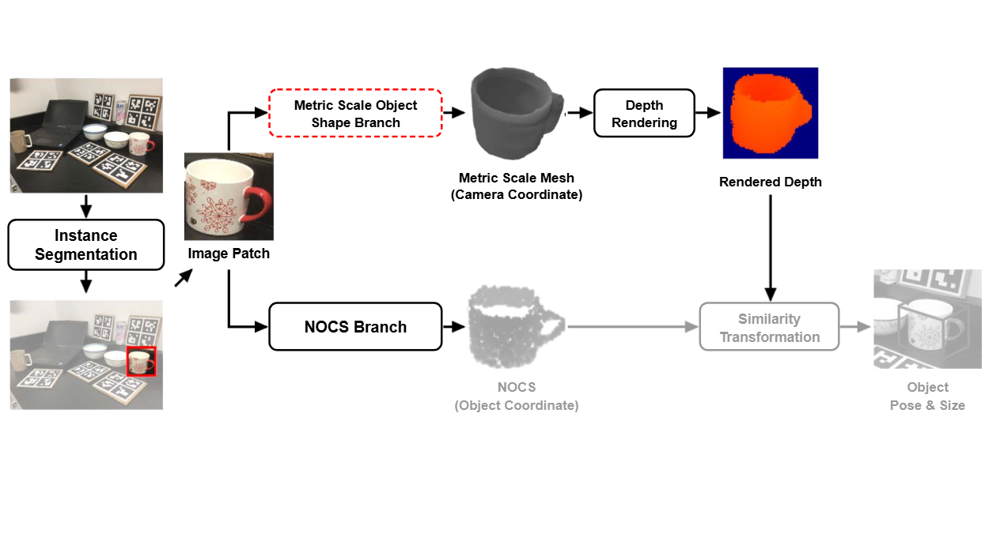 Instance
Segmentation
Image Patch
Metric Scale Object
Shape Branch
Metric Scale Mesh
(Camera Coordinate)
Depth
Rendering
Rendered Depth
NOCS Branch
NOCS
(Object Coordinate)
Similarity
Transformation
Object
Pose & Size